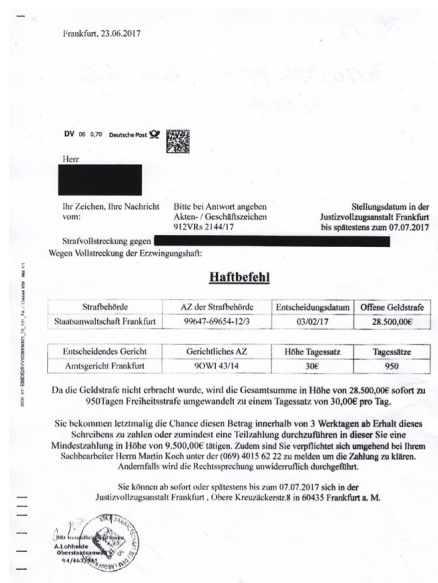 Frankfurt, 23.06.2017
DV 06 0,70 Deutsche Post
Herr
Ihr Zeichen, Ihre Nachricht
vom:
Bitte bei Antwort angeben
Akten- / Geschäftszeichen
912VRs 2144/17
Stellungsdatum in der
Justizvollzugsanstalt Frankfurt
bis spätestens zum 07.07.2017
Strafvollstreckung gegen
Wegen Vollstreckung der Erzwingungshaft:
Haftbefehl
Strafbehörde AZ der Strafbehörde Entscheidungsdatum Offene Geldstrafe
Staatsanwaltschaft Frankfurt 99647-69654-12/3 03/02/17 28.500,00€
Entscheidendes Gericht Gerichtliches AZ Höhe Tagessatz Tagessätze
Amtsgericht Frankfurt 9OWI 43/14 30€ 950
Da die Geldstrafe nicht erbracht wurde, wird die Gesamtsumme in Höhe von 28.500,00€ sofort zu
950Tagen Freiheitsstrafe umgewandelt zu einem Tagessatz von 30,00€ pro Tag.
Sie bekommen letztmalig die Chance diesen Betrag innerhalb von 3 Werktagen ab Erhalt dieses
Schreibens zu zahlen oder zumindest eine Teilzahlung durchzuführen in dieser Sie eine
Mindestzahlung in Höhe von 9.500,00€ tätigen. Zudem sind Sie verpflichtet sich umgehend bei Ihrem
Sachbearbeiter Herrn Martin Koch unter der (069) 4015 62 22 zu melden um die Zahlung zu klären.
Andernfalls wird die Rechtssprechung unwiderruflich durchgeführt.
Sie können ab sofort oder spätestens bis zum 07.07.2017 sich in der
Justizvollzugsanstalt Frankfurt , Obere Kreuzäckerstr.8 in 60435 Frankfurt a. M.
Mit freundlichen
A.Lohheide
Oberstaatsanwalt